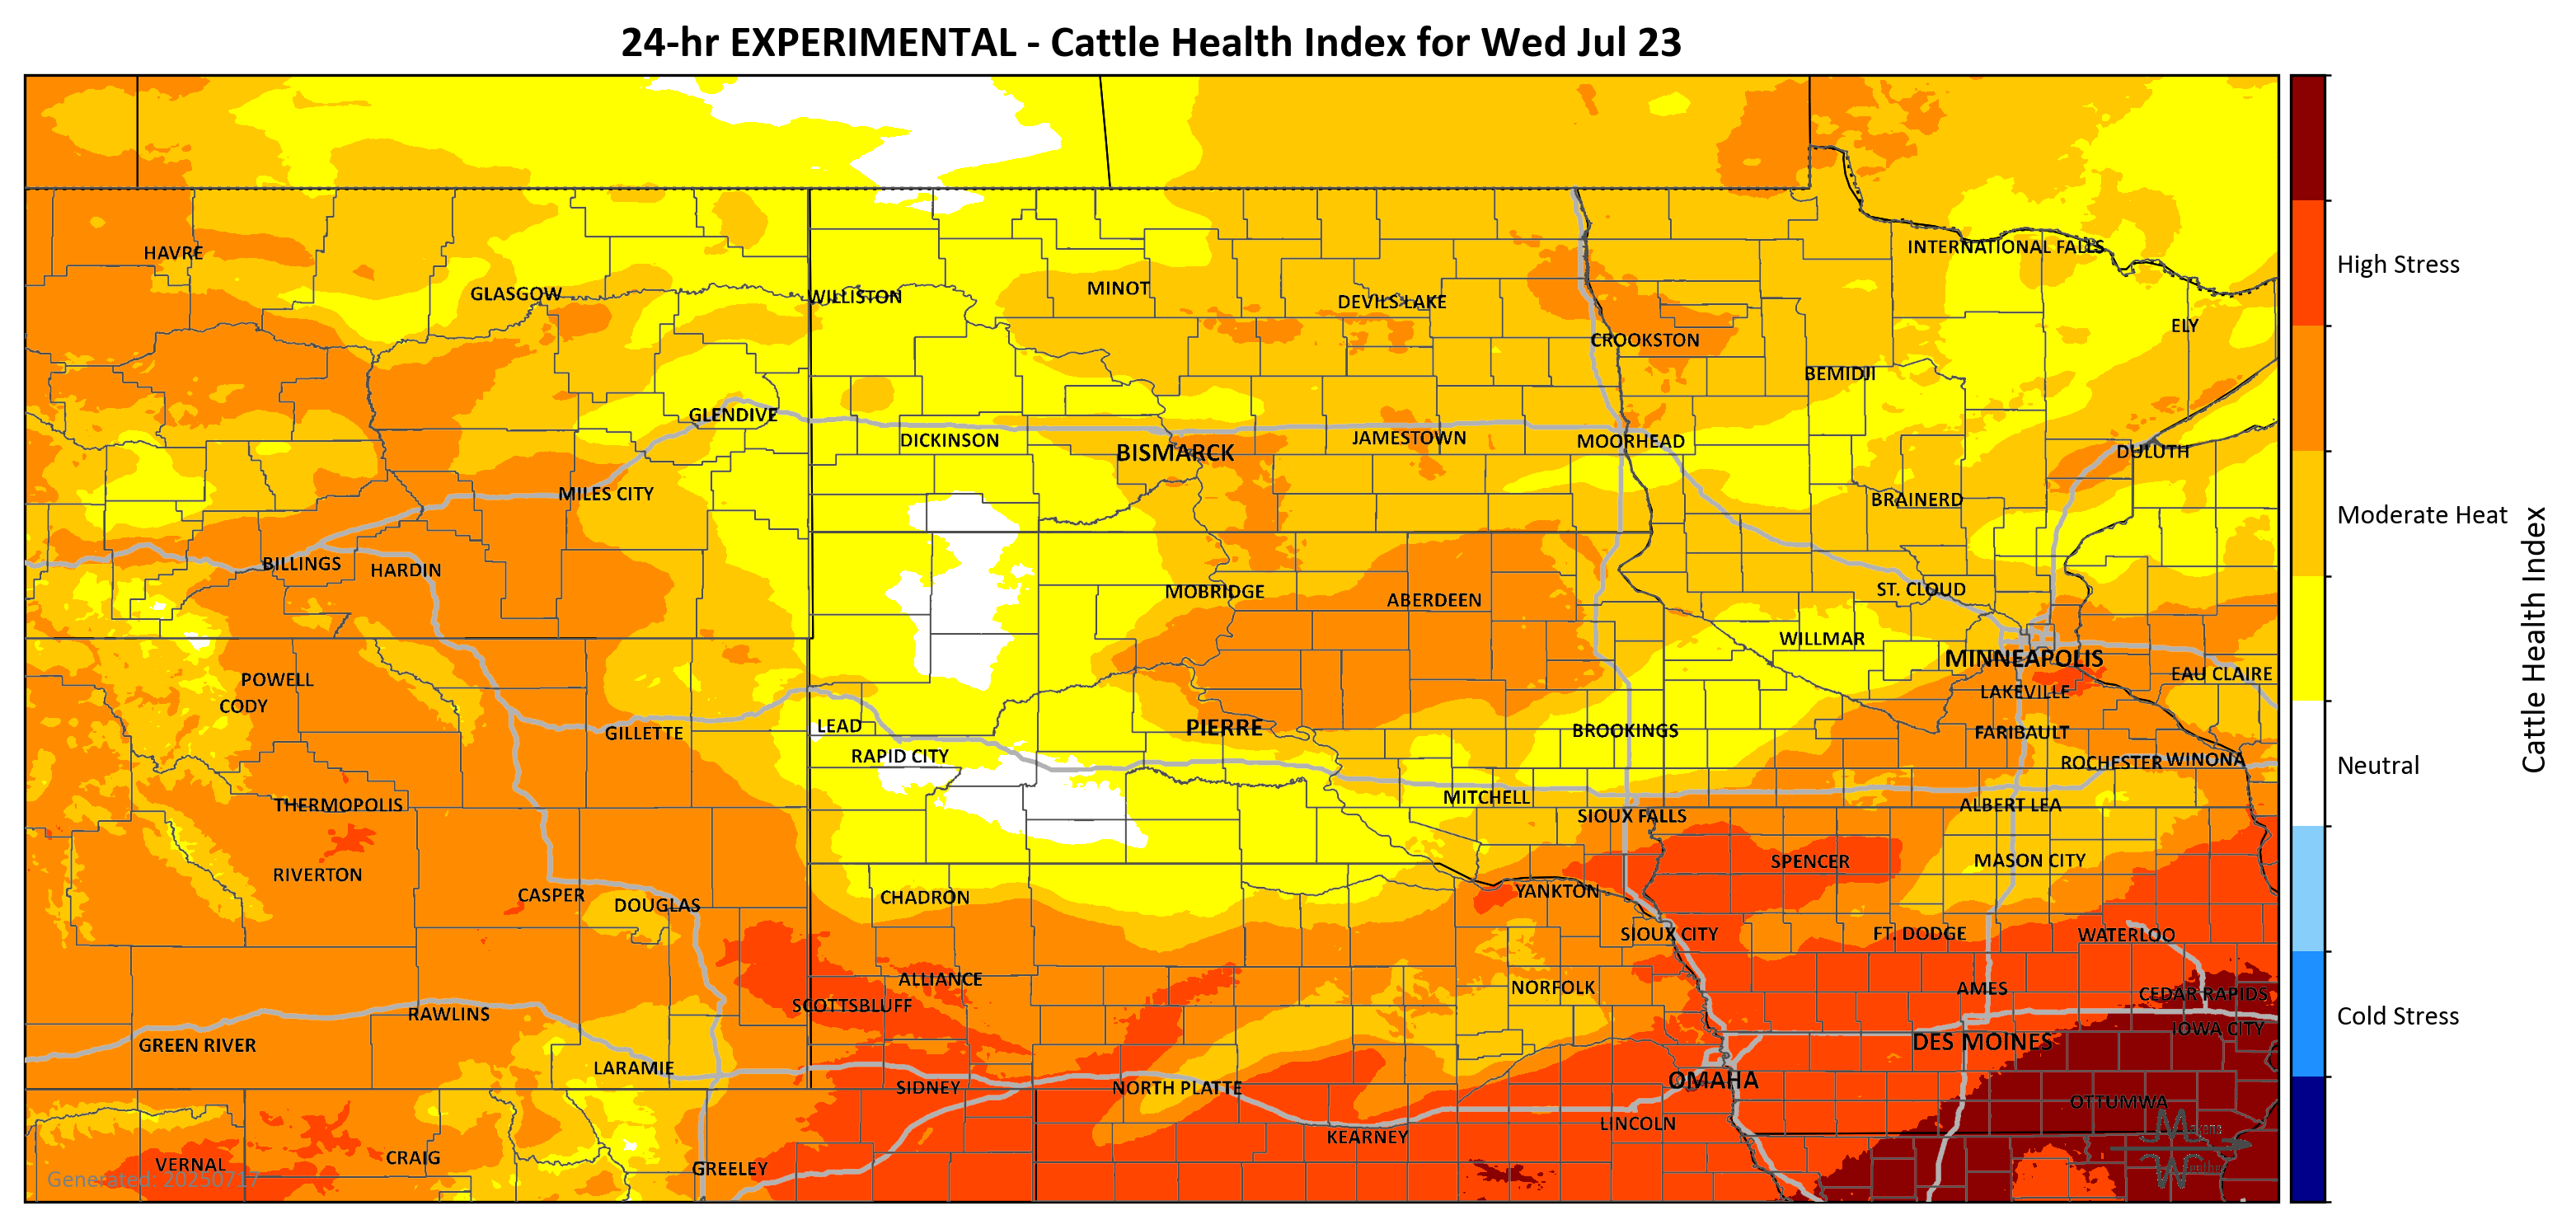 24-hr EXPERIMENTAL - Cattle Health Index for Wed Jul 23
HAVRE
INTERNATIONAL FALLS
High Stress
GLASGOW
WILLISTON
MINOT
DEVILS LAKE
ELY
CROOKSTON
BEMIDJI
GLENDIVE
DICKINSON
BISMARCK
JAMESTOWN
MOORHEAD
DULUTH
MILES CITY
BRAINERD
Moderate Heat
BILLINGS
HARDIN
MOBRIDGE
ABERDEEN
ST. CLOUD
WILLMAR
MINNEAPOLIS
Cattle Health Index
POWELL
EAU CLAIRE
CODY
LAKEVILLE
GILLETTE
LEAD
PIERRE
BROOKINGS
FARIBAULT
RAPID CITY
ROCHESTER
WINONA
Neutral
THERMOPOLIS
MITCHELL
ALBERT LEA
SIOUX FALLS
SPENCER
MASON CITY
RIVERTON
CASPER
DOUGLAS
CHADRON
YANKTON
SIOUX CITY
FT. DODGE
WATERLOO
ALLIANCE
NORFOLK
AMES
CEDAR RAPIDS
SCOTTSBLUFF
RAWLINS
Cold Stress
IOWA CITY
GREEN RIVER
DES MOINES
LARAMIE
SIDNEY
NORTH PLATTE
OMAHA
OTTUMWA
LINCOLN
KEARNEY
VERNAL
CRAIG
GREELEY
Generated: 20250717